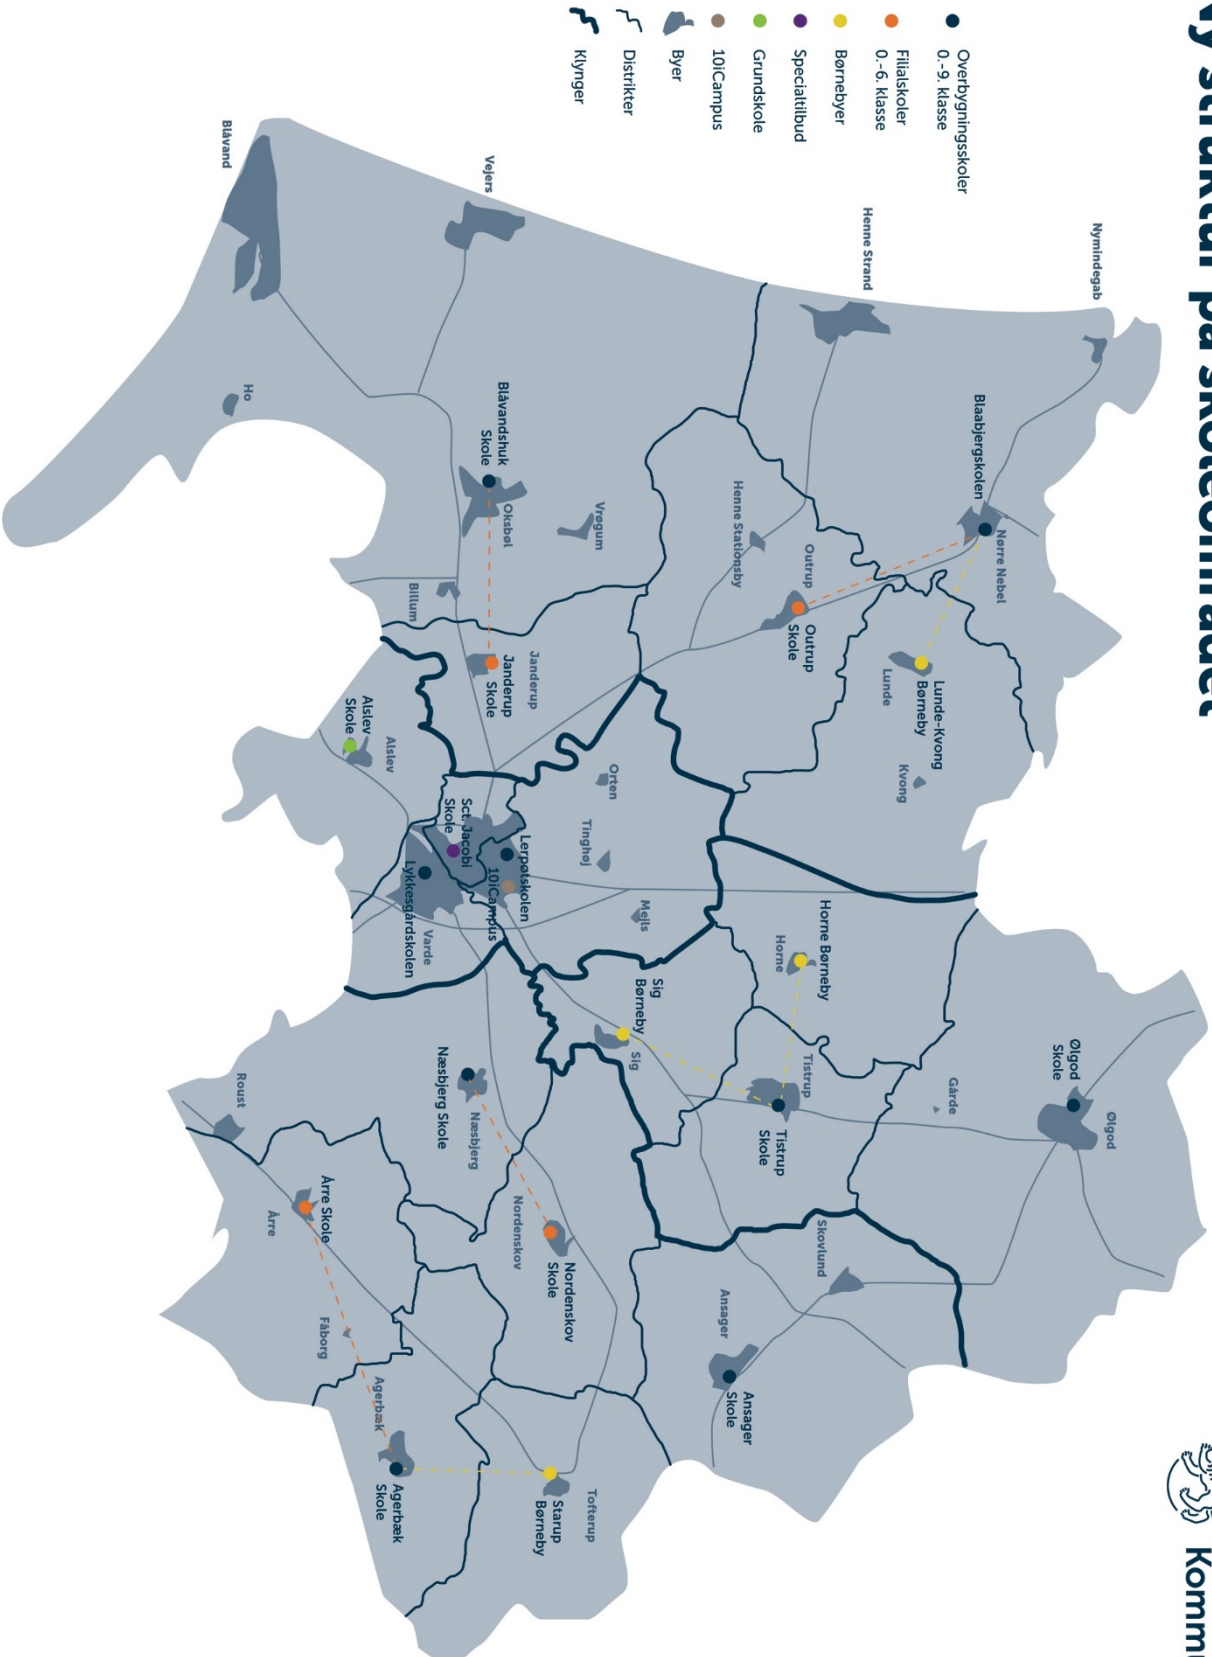 Ny struktur på skoleområdet
Overbygningsskoler
0.-9. klasse
Filialskoler
0.-6. klasse
Børnebyer
Specialtilbud
Grundskole
10iCampus
Byer
Distrikter
Klynger
Nymindegab
Henne Strand
Vejers
Blåvand
Ho
Blaabjergskolen
Nørre Nebel
Lunde-Kvong
Børneby
Lunde
Kvong
Henne Stationsby
Outrup
Outrup
Skole
Blåvandshuk
Skole
Oksbøl
Vrøgum
Billum
Janderup
Janderup
Skole
Alslev
Skole
Alslev
Orten
Tinghøj
Mejls
Sct. Jacobi
Skole
Lerpøtskolen
10iCampus
Lykkesgårdskolen
Varde
Horne Børneby
Horne
Sig
Børneby
Sig
Tistrup
Tistrup
Skole
Gårde
Ølgod
Skole
Ølgod
Næsbjerg Skole
Næsbjerg
Roust
Årre Skole
Årre
Nordenskov
Nordenskov
Skole
Skovlund
Ansager
Ansager
Skole
Fåborg
Agerbæk
Agerbæk
Skole
Starup
Børneby
Tofterup